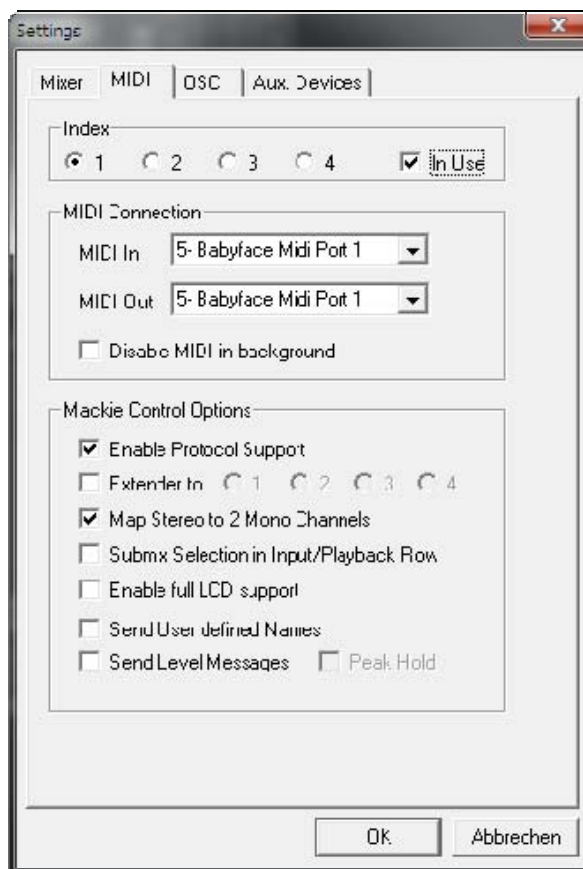 Settings
Mixer MIDI OSC Aux. Devices
Index
1 2 3 4 In Use
MIDI Connection
MIDI In 5- Babyface Midi Port 1
MIDI Out 5- Babyface Midi Port 1
Disable MIDI in background
Mackie Control Options
Enable Protocol Support
Extender to 1 2 3 4
Map Stereo to 2 Mono Channels
Submix Selection in Input/Playback Row
Enable full LCD support
Send User defined Names
Send Level Messages Peak Hold
OK Abbrechen